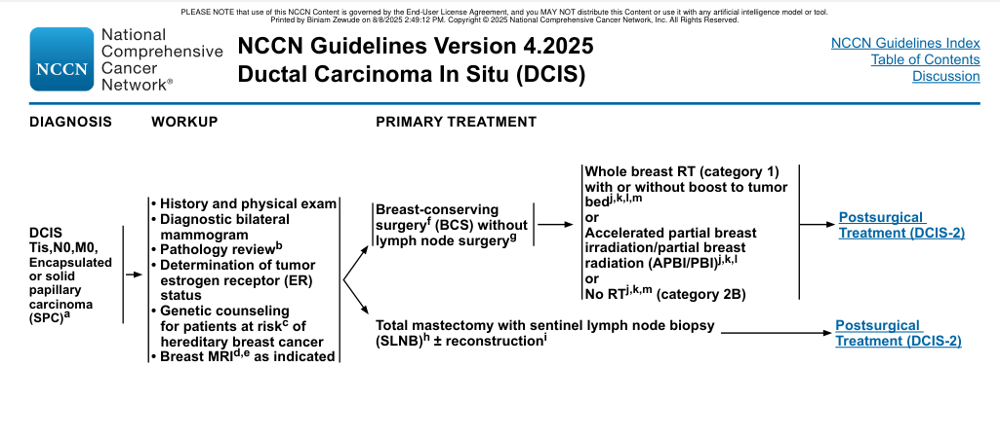 PLEASE NOTE that use of this NCCN Content is governed by the End-User License Agreement, and you MAY NOT distribute this Content or use it with any artificial intelligence model or tool.
Printed by Biniam Zewude on 8/8/2025 2:49:12 PM. Copyright © 2025 National Comprehensive Cancer Network, Inc. All Rights Reserved.
NCCN
National
Comprehensive
Cancer
Network®
NCCN Guidelines Version 4.2025
Ductal Carcinoma In Situ (DCIS)
NCCN Guidelines Index
Table of Contents
Discussion
DIAGNOSIS
WORKUP
PRIMARY TREATMENT
DCIS
Tis,N0,M0,
Encapsulated
or solid
papillary
carcinoma
(SPC)a
• History and physical exam
• Diagnostic bilateral
mammogram
• Pathology reviewb
• Determination of tumor
estrogen receptor (ER)
status
• Genetic counseling
for patients at riskc of
hereditary breast cancer
• Breast MRId,e as indicated
Breast-conserving
surgeryf (BCS) without
lymph node surgeryg
Whole breast RT (category 1)
with or without boost to tumor
bedj,k,l,m
or
Accelerated partial breast
irradiation/partial breast
radiation (APBI/PBI)j,k,l
or
No RTj,k,m (category 2B)
Postsurgical
Treatment (DCIS-2)
Total mastectomy with sentinel lymph node biopsy
(SLNB)h ± reconstructioni
Postsurgical
Treatment (DCIS-2)